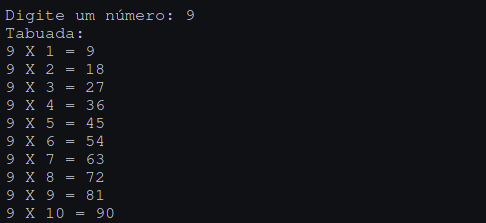 Digite um número: 9
Tabuada:
9 X 1 = 9
9 X 2 = 18
9 X 3 = 27
9 X 4 = 36
9 X 5 = 45
9 X 6 = 54
9 X 7 = 63
9 X 8 = 72
9 X 9 = 81
9 X 10 = 90